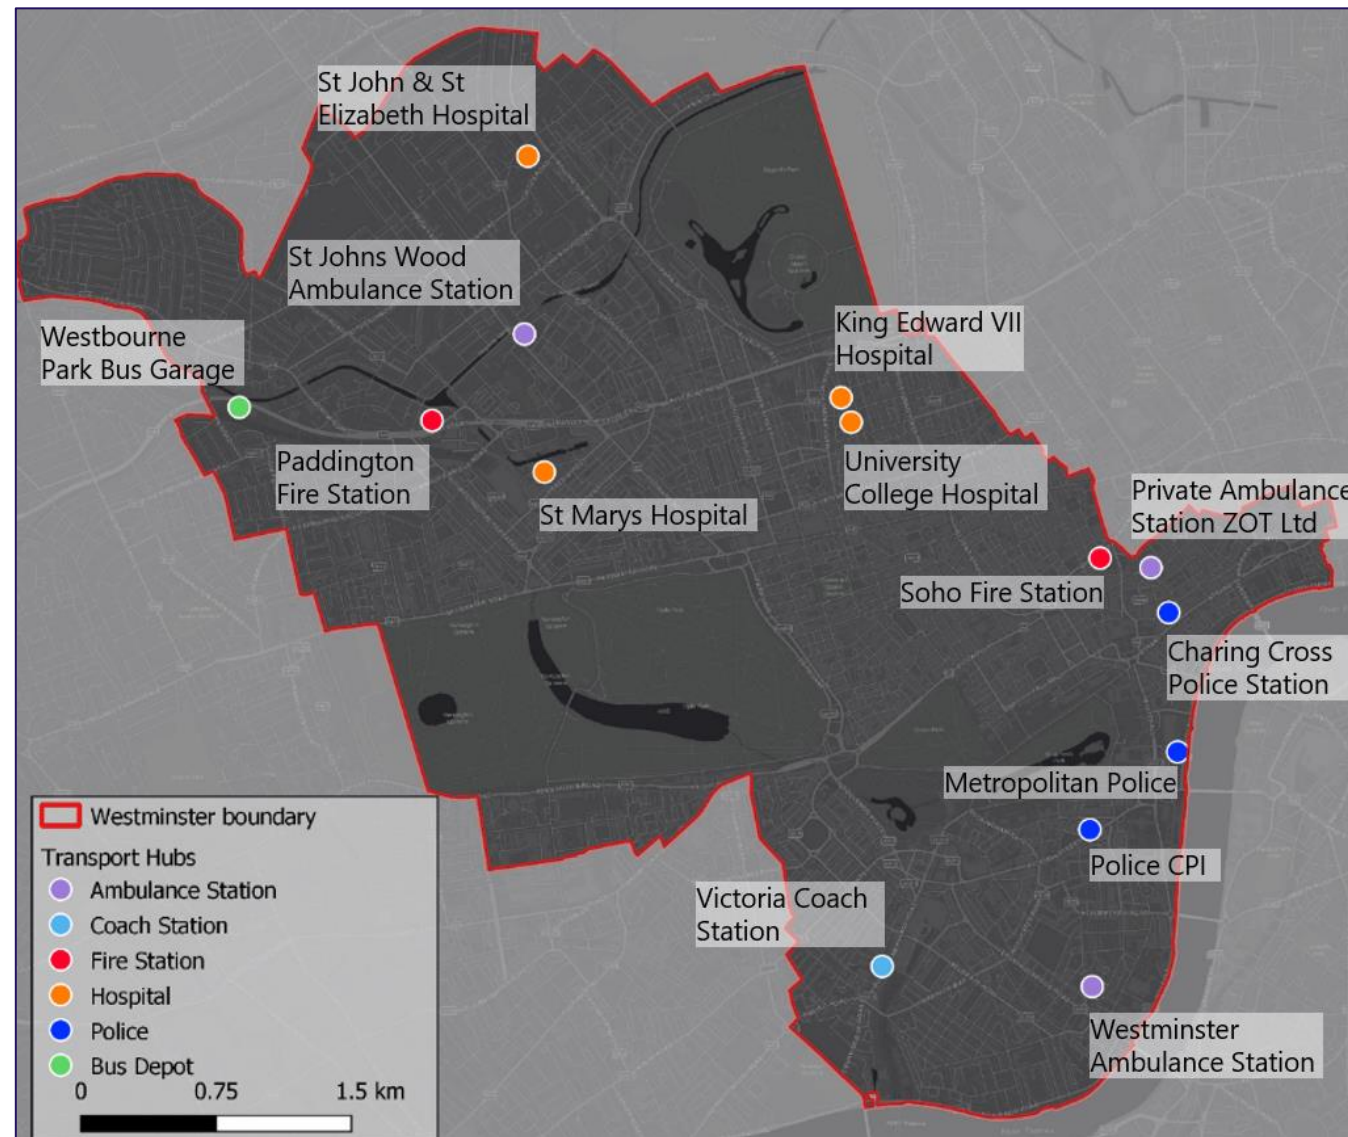 St John & St
Elizabeth Hospital
St Johns Wood
Ambulance Station
Westbourne
Park Bus Garage
King Edward VII
Hospital
Paddington
Fire Station
St Marys Hospital
University
College Hospital
Private Ambulance
Station ZOT Ltd
Soho Fire Station
Charing Cross
Police Station
Metropolitan Police
Police CPI
Victoria Coach
Station
Westminster
Ambulance Station
Westminster boundary
Transport Hubs
Ambulance Station
Coach Station
Fire Station
Hospital
Police
Bus Depot
0 0.75 1.5 km